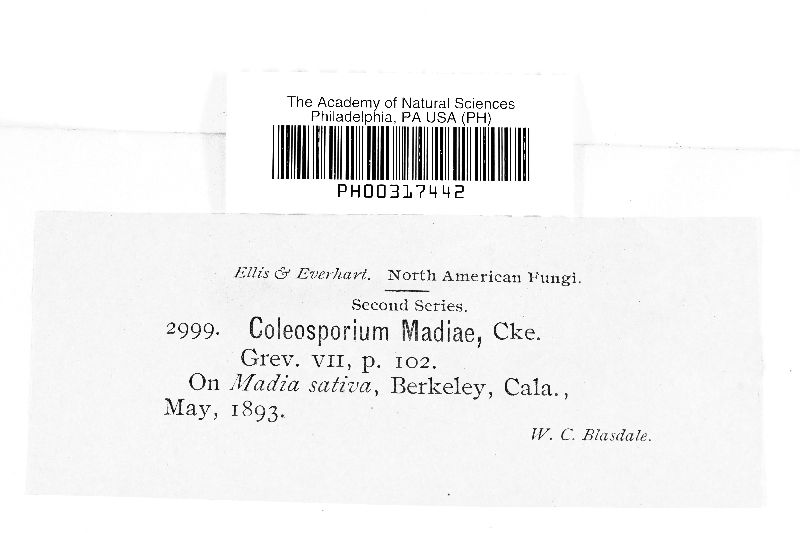 The Academy of Natural Sciences
Philadelphia, PA USA (PH)
PH00317442
Ellis & Everhart. North American Fungi.
Second Series.
2999. Coleosporium Madiae, Cke.
Grev. VII, p. 102.
On Madia sativa, Berkeley, Cala.,
May, 1893.
W. C. Blasdale.